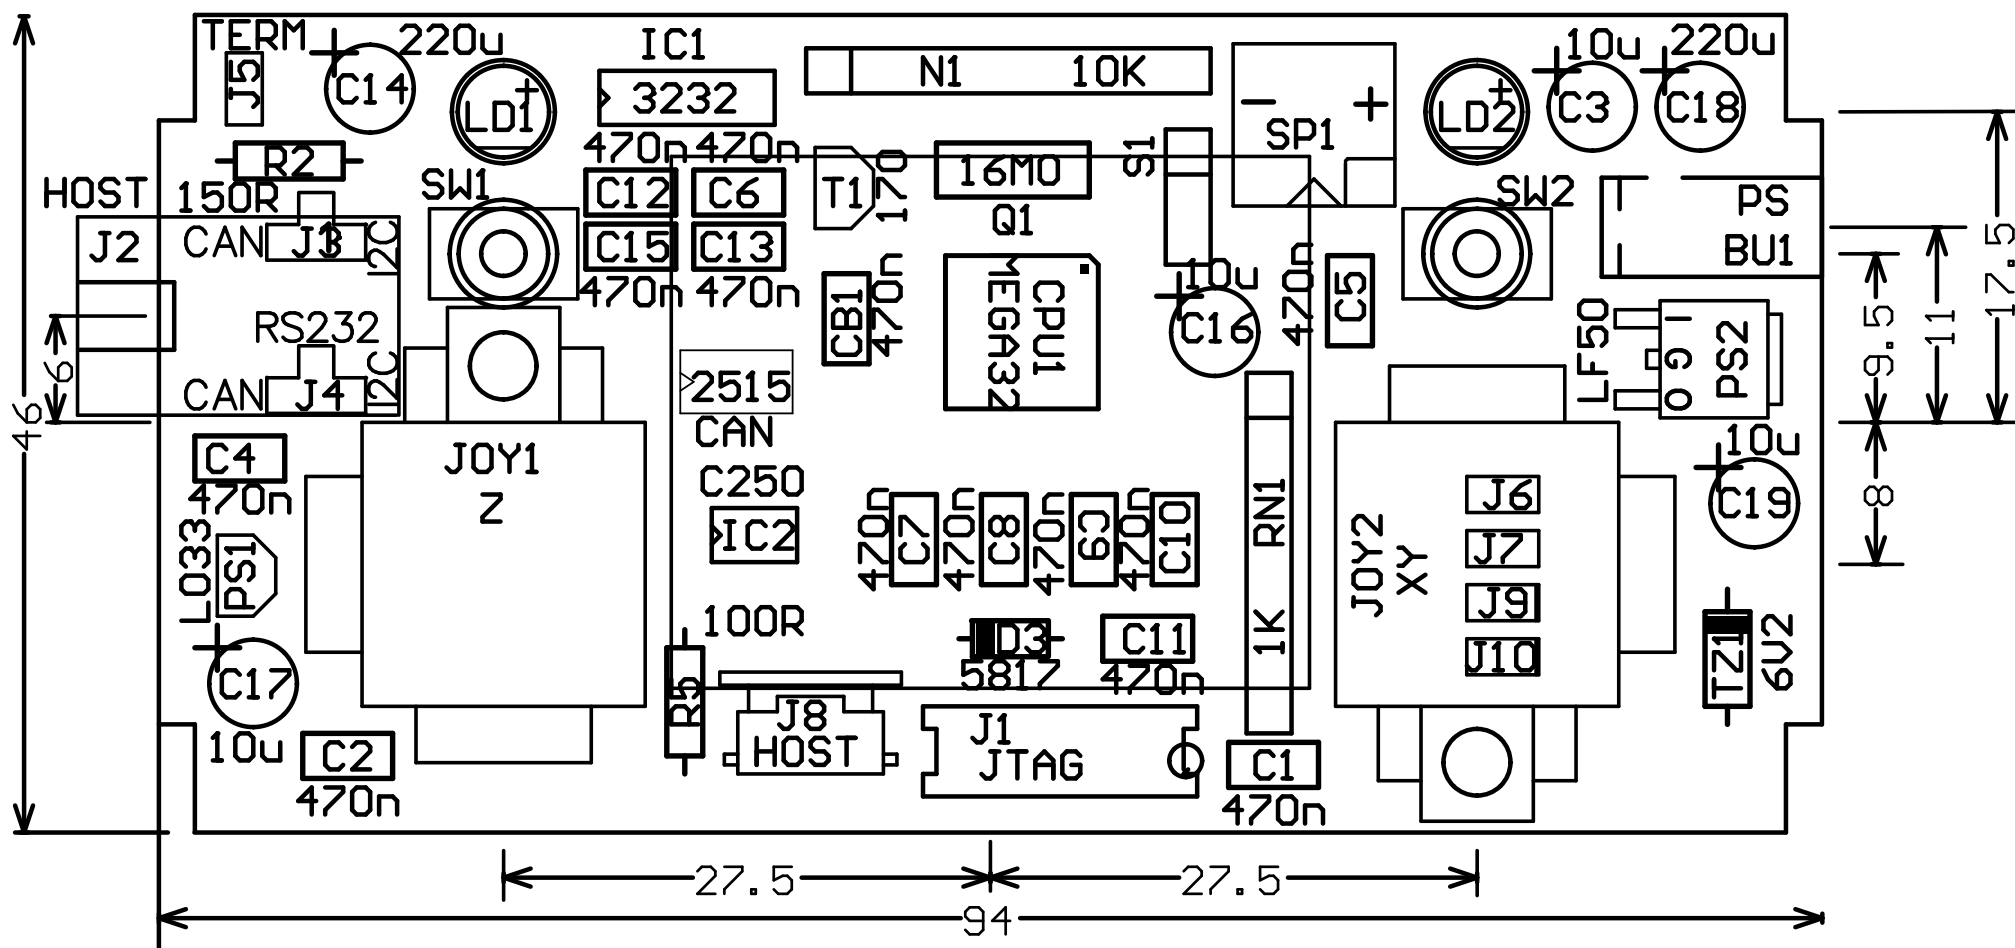 TERM
J5
C14
220u
LD1
IC1
3232
N1 10K
SP1
LD2
10u
C3
220u
C18
R2
150R
HOST
J2
CAN
J3
I2C
RS232
CAN
J4
I2C
SW1
470n
470n
C12
C6
C15
C13
470n
470n
T1
170
16M0
Q1
S1
CB1
470n
CPU1
MEGA32
10u
C16
470n
C5
SW2
PS
BU1
LF50
I
G
O
PS2
2515
CAN
C250
IC2
C4
470n
L033
PS1
JOY1
Z
470n
C7
470n
C8
470n
C9
470n
C10
RN1
1K
JOY2
XY
J6
J7
J9
J10
10u
C19
TZ1
6V2
C17
10u
C2
470n
100R
R5
D3
5817
C11
470n
J8
HOST
J1
JTAG
C1
470n
46
6
9.5
11
17.5
8
27.5
27.5
94